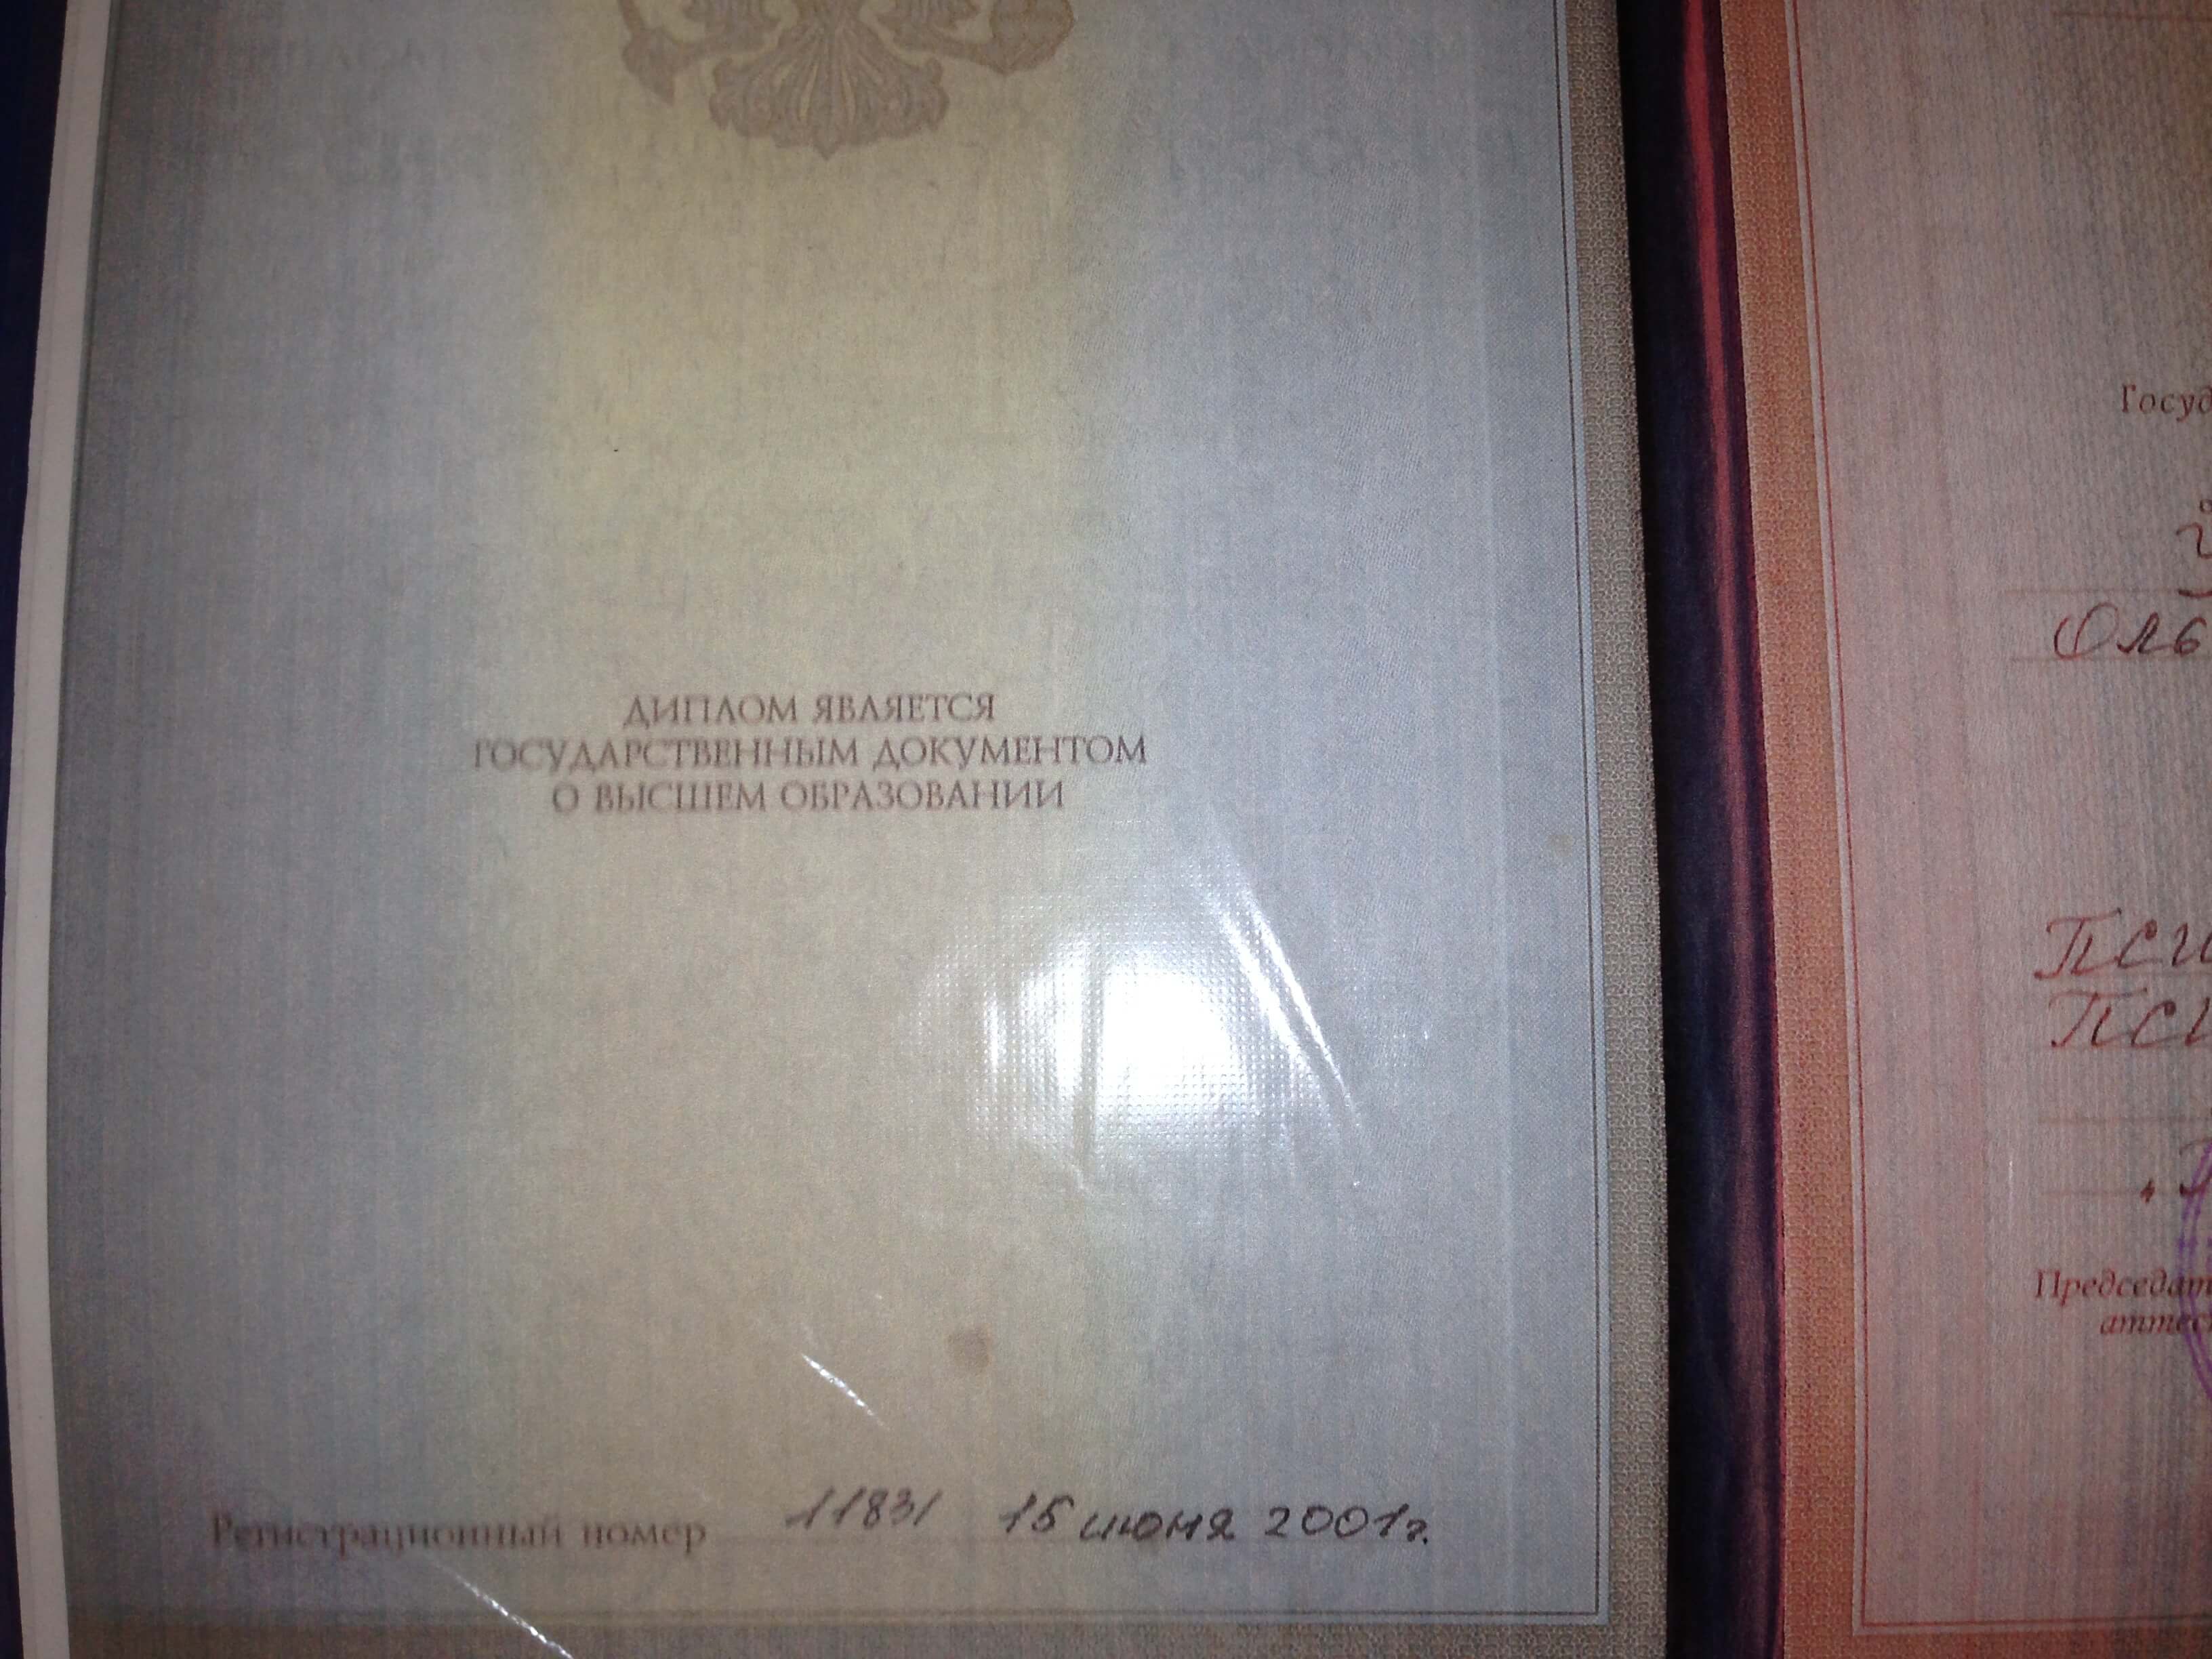 ДИПЛОМ ЯВЛЯЕТСЯ
ГОСУДАРСТВЕННЫМ ДОКУМЕНТОМ
О ВЫСШЕМ ОБРАЗОВАНИИ
Регистрационный номер 11831 15 июня 2001г.
Госуд
Оль
Пси
Пси
Председат
аттес